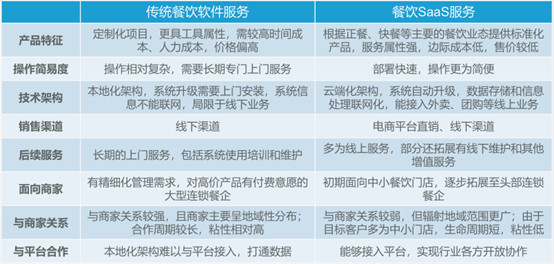 传统餐饮软件服务
餐饮SaaS服务
产品特征
定制化项目，更具工具属性，需较高时间成
本、人力成本，价格偏高
根据正餐、快餐等主要的餐饮业态提供标准化
产品，服务属性强，边际成本低，售价较低
操作简易度
操作相对复杂，需要长期专门上门服务
部署快速，操作更为简便
技术架构
本地化架构，系统升级需要上门安装，系统信
息不能联网，局限于线下业务
云端化架构，系统自动升级，数据存储和信息
处理联网化，能接入外卖、团购等线上业务
销售渠道
线下渠道
电商平台直销、线下渠道
后续服务
长期的上门服务，包括系统使用培训和维护
多为线上服务，部分还拓展有线下维护和其他
增值服务
面向商家
有精细化管理需求，对高价产品有付费意愿的
大型连锁餐企
初期面向中小餐饮门店，逐步拓展至头部连锁
餐企
与商家关系
与商家关系较强，且商家主要呈地域性分布；
合作周期较长，粘性相对高
与商家关系较弱，但辐射地域范围更广；由于
目标客户多为中小门店，生命周期短，粘性低
与平台合作
本地化架构难以与平台接入，打通数据
能够接入平台，实现行业各方开放协作